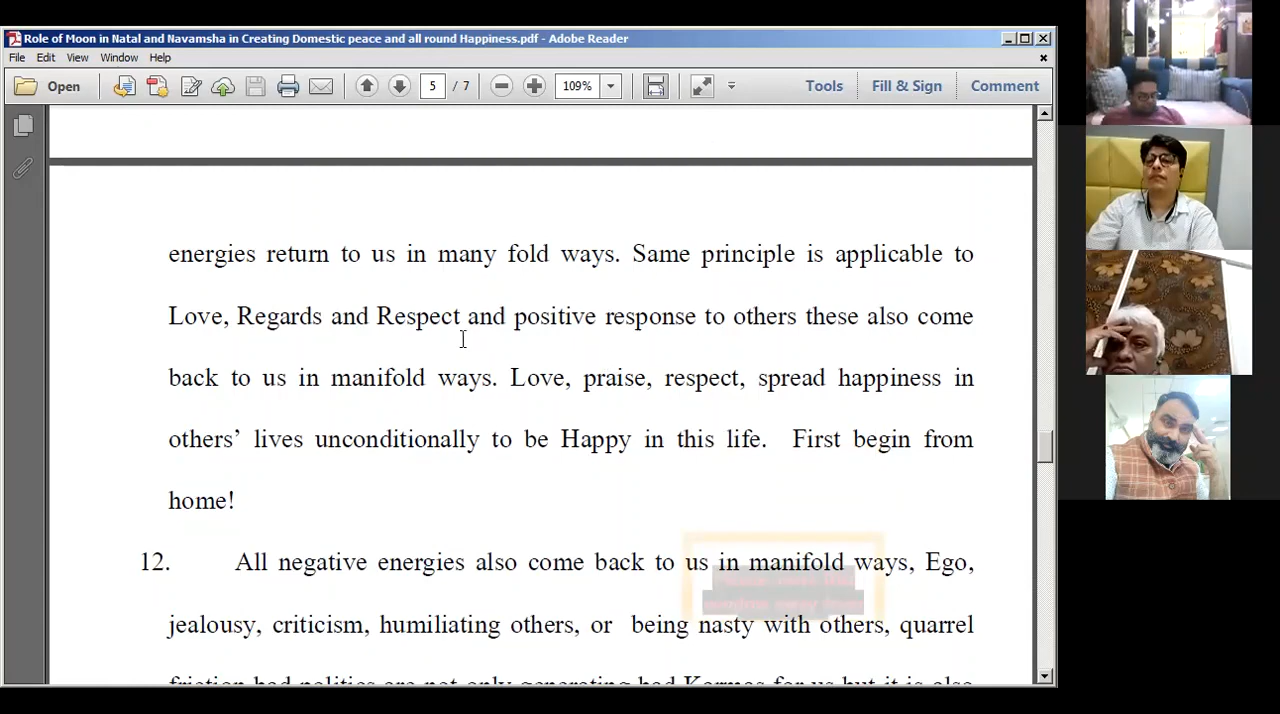 Role of Moon in Natal and Navamsha in Creating Domestic peace and all round Happiness.pdf - Adobe Reader
File Edit View Window Help
Open 5 / 7 109% Tools Fill & Sign Comment
energies return to us in many fold ways. Same principle is applicable to
Love, Regards and Respect and positive response to others these also come
back to us in manifold ways. Love, praise, respect, spread happiness in
others’ lives unconditionally to be Happy in this life. First begin from
home!
12. All negative energies also come back to us in manifold ways, Ego,
jealousy, criticism, humiliating others, or being nasty with others, quarrel
friction bad politics are not only generating bad Karmas for us but it is also